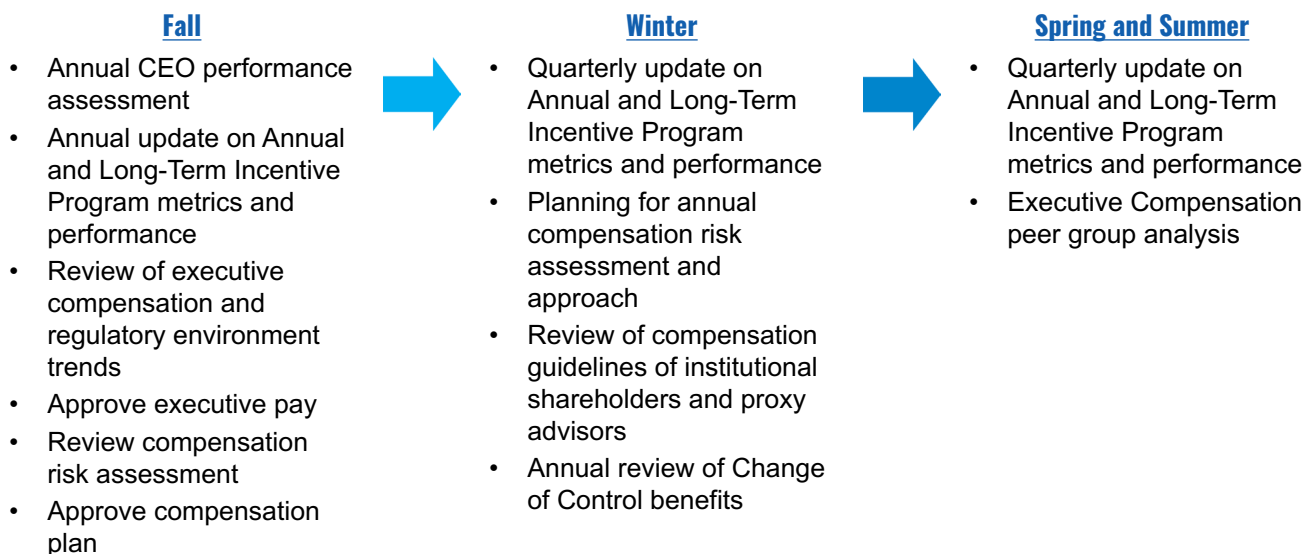 Fall
• Annual CEO performance
assessment
• Annual update on Annual
and Long-Term Incentive
Program metrics and
performance
• Review of executive
compensation and
regulatory environment
trends
• Approve executive pay
• Review compensation
risk assessment
• Approve compensation
plan
Winter
• Quarterly update on
Annual and Long-Term
Incentive Program
metrics and performance
• Planning for annual
compensation risk
assessment and
approach
• Review of compensation
guidelines of institutional
shareholders and proxy
advisors
• Annual review of Change
of Control benefits
Spring and Summer
• Quarterly update on
Annual and Long-Term
Incentive Program
metrics and performance
• Executive Compensation
peer group analysis